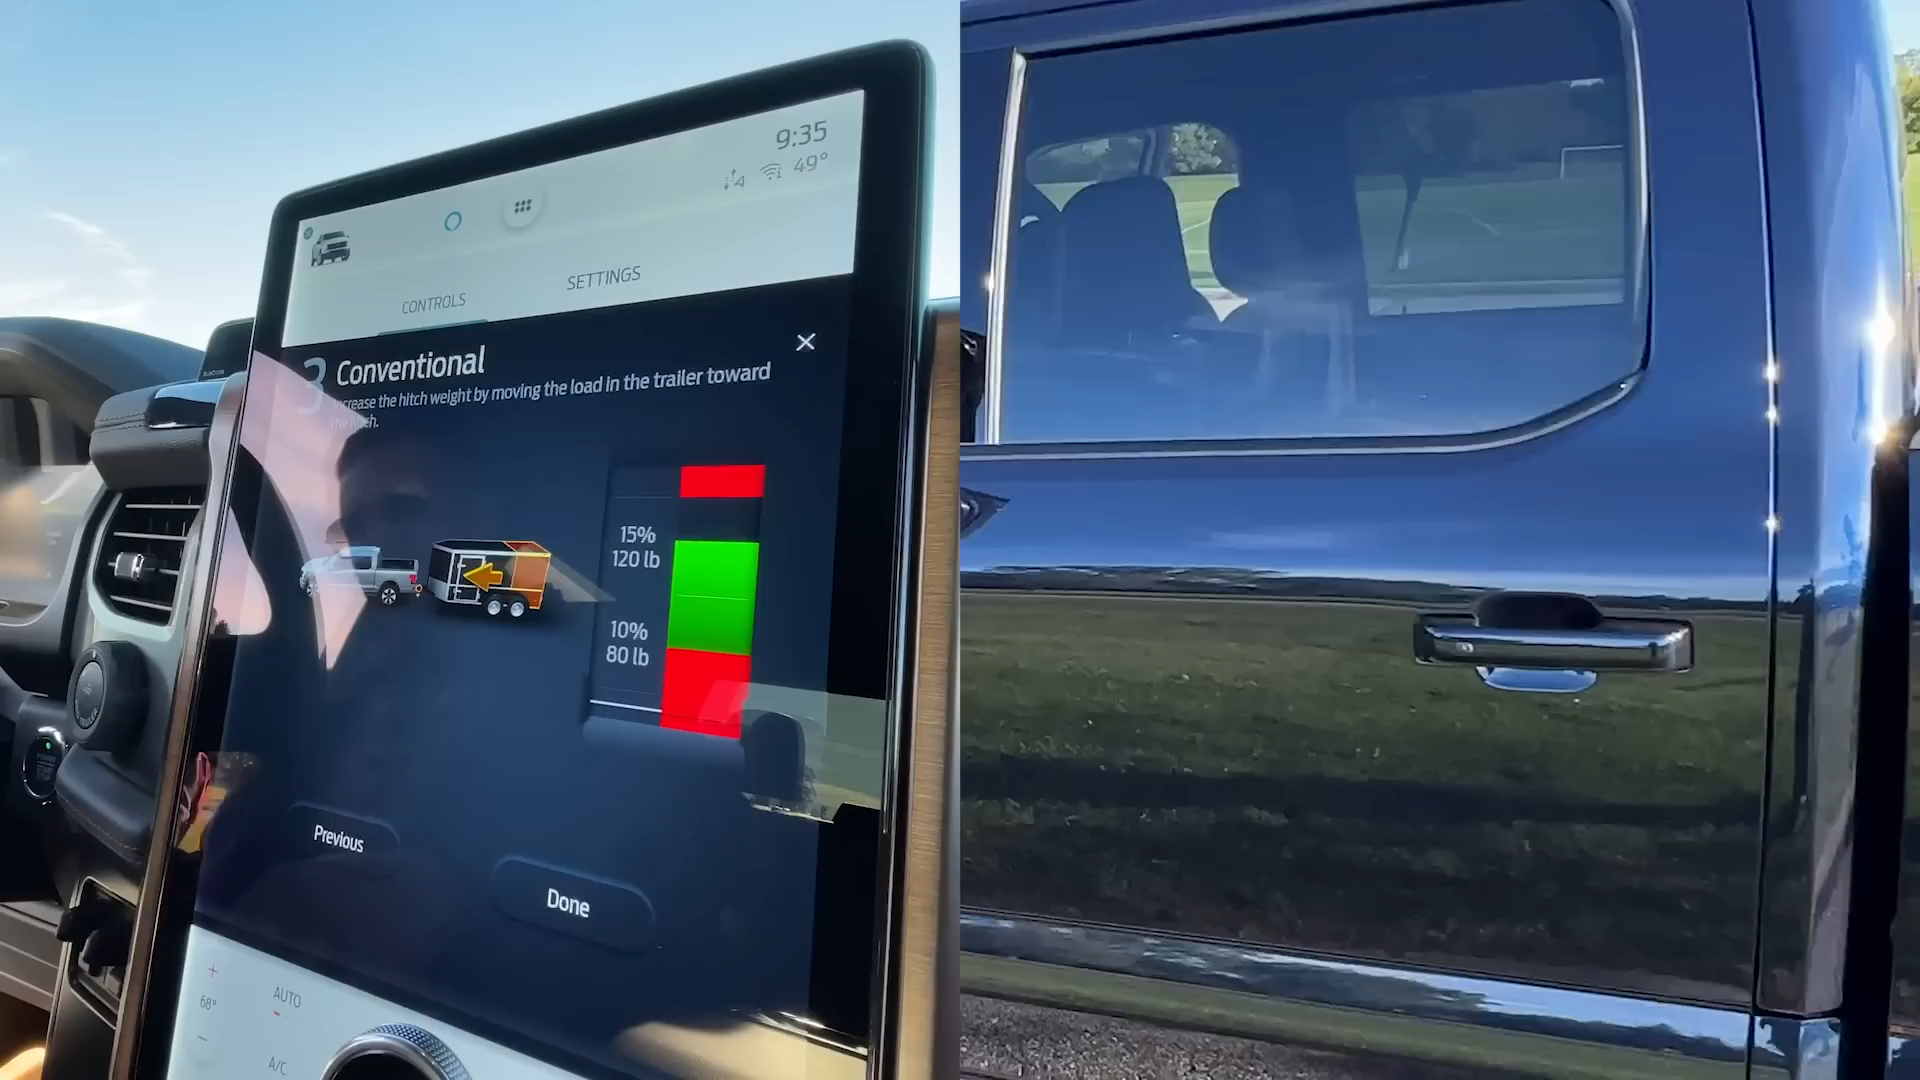 9:35
49°
CONTROLS
SETTINGS
3 Conventional
Increase the hitch weight by moving the load in the trailer toward
the hitch.
15%
120 lb
10%
80 lb
Previous
Done
68°
AUTO
A/C